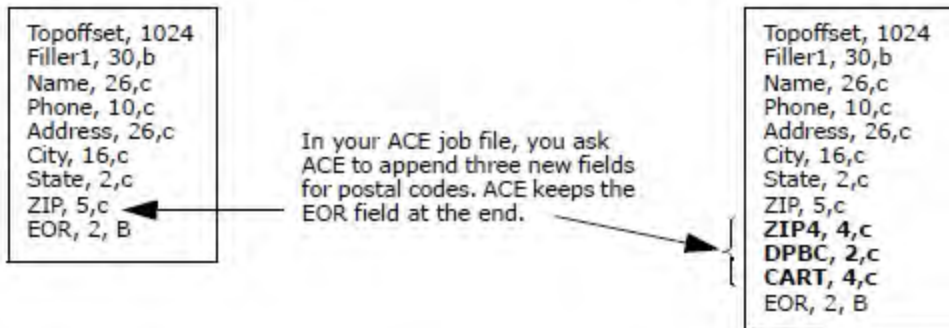 Topoffset, 1024
Filler1, 30,b
Name, 26,c
Phone, 10,c
Address, 26,c
City, 16,c
State, 2,c
ZIP, 5,c
EOR, 2, B
In your ACE job file, you ask
ACE to append three new fields
for postal codes. ACE keeps the
EOR field at the end.
Topoffset, 1024
Filler1, 30,b
Name, 26,c
Phone, 10,c
Address, 26,c
City, 16,c
State, 2,c
ZIP, 5,c
ZIP4, 4,c
DPBC, 2,c
CART, 4,c
EOR, 2, B